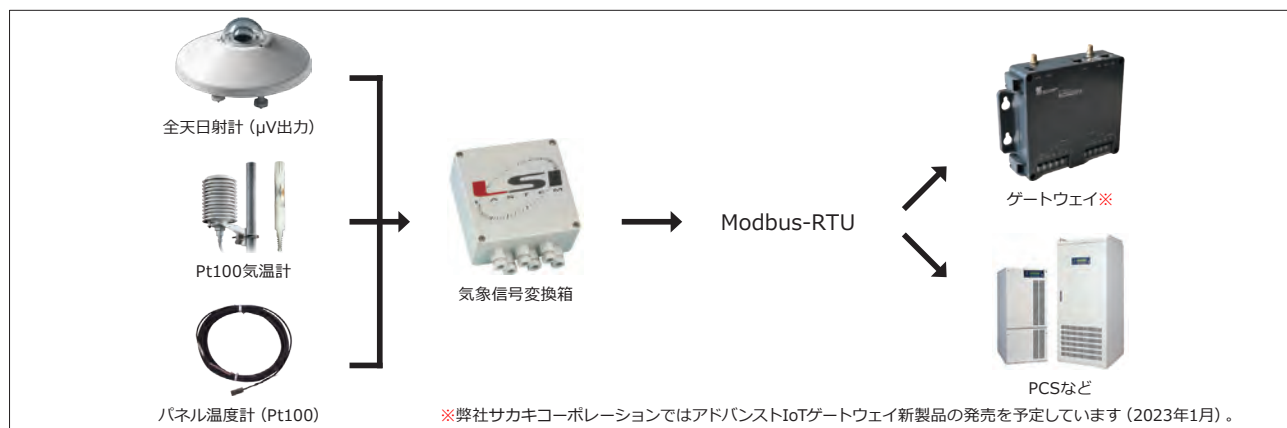 全天日射計（μV出力）
Pt100気温計
パネル温度計（Pt100）
LSI
LASTEM
気象信号変換箱
Modbus-RTU
ゲートウェイ※
PCSなど
※弊社サカキコーポレーションではアドバンストIoTゲートウェイ新製品の発売を予定しています（2023年1月）。